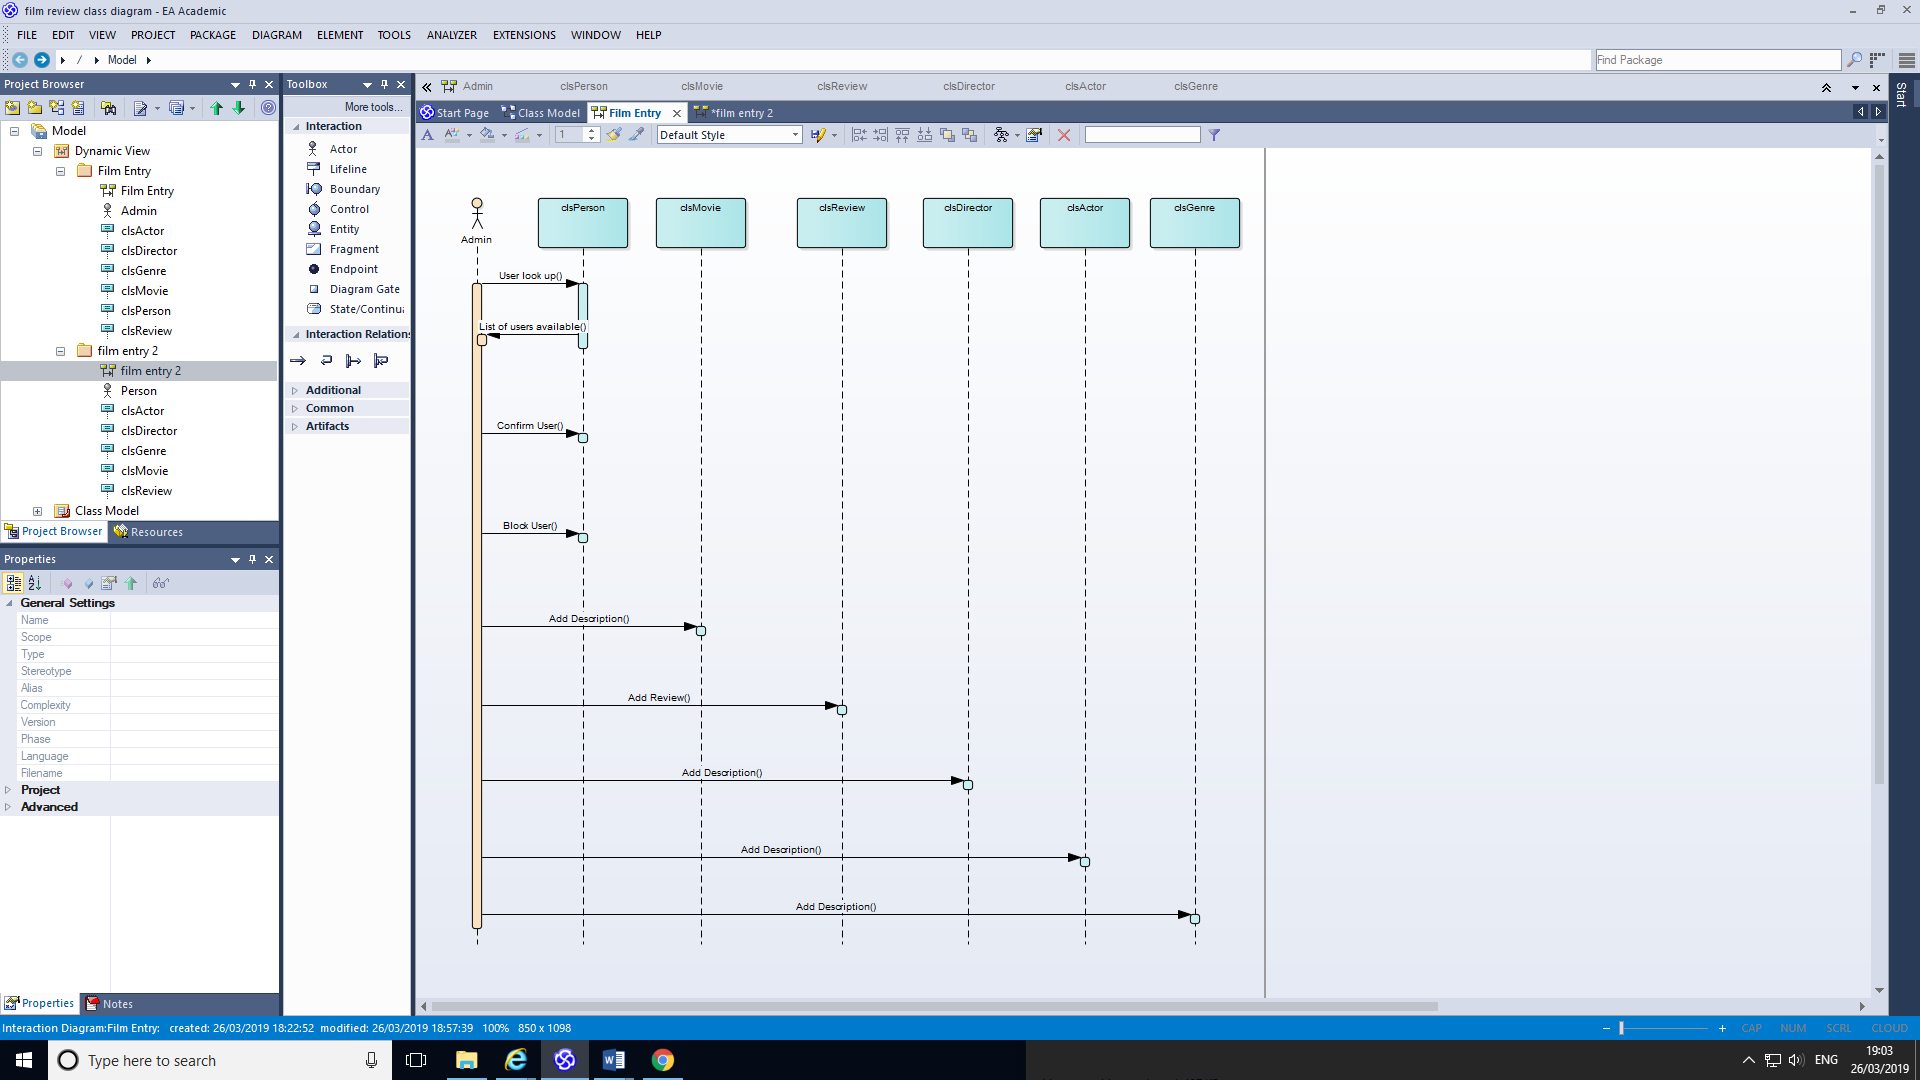 film review class diagram - EA Academic
FILE EDIT VIEW PROJECT PACKAGE DIAGRAM ELEMENT TOOLS ANALYZER EXTENSIONS WINDOW HELP
/ Model
Find Package
Project Browser
Toolbox
Admin clsPerson clsMovie clsReview clsDirector clsActor clsGenre
Start
More tools...
Start Page Class Model Film Entry *film entry 2
1 Default Style
Model
Dynamic View
Film Entry
Film Entry
Admin
clsActor
clsDirector
clsGenre
clsMovie
clsPerson
clsReview
film entry 2
film entry 2
Person
clsActor
clsDirector
clsGenre
clsMovie
clsReview
Class Model
Project Browser Resources
Interaction
Actor
Lifeline
Boundary
Control
Entity
Fragment
Endpoint
Diagram Gate
State/Continua
Interaction Relations
Additional
Common
Artifacts
Admin
clsPerson
clsMovie
clsReview
clsDirector
clsActor
clsGenre
User look up()
List of users available()
Confirm User()
Block User()
Add Description()
Add Review()
Add Description()
Add Description()
Add Description()
Properties
General Settings
Name
Scope
Type
Stereotype
Alias
Complexity
Version
Phase
Language
Filename
Project
Advanced
Properties Notes
Interaction Diagram:Film Entry: created: 26/03/2019 18:22:52 modified: 26/03/2019 18:57:39 100% 850 x 1098
CAP NUM SCRL CLOUD
Type here to search
ENG
19:03
26/03/2019